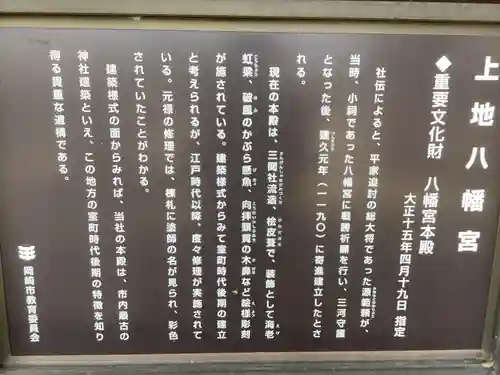 上地八幡宮
◆重要文化財　八幡宮本殿
大正十五年四月十九日 指定
社伝によると、平家追討の総大将であった源範頼が、
当時、小祠であった八幡宮に戦勝祈願を行い、三河守護
となった後、建久元年（一一九〇）に寄進建立したとさ
れる。
現在の本殿は、三間社流造、桧皮葺で、装飾として海老
虹梁、破風のかぶら懸魚、向拝頭貫の木鼻など絵様彫刻
が施されている。建築様式からみて室町時代後期の建立
と考えられるが、江戸時代以降、度々修理が実施されて
いる。元禄の修理では、棟札に塗師の名が見られ、彩色
されていたことがわかる。
建築様式の面からみれば、当社の本殿は、市内最古の
神社建築といえ、この地方の室町時代後期の特徴を知り
得る貴重な遺構である。
岡崎市教育委員会